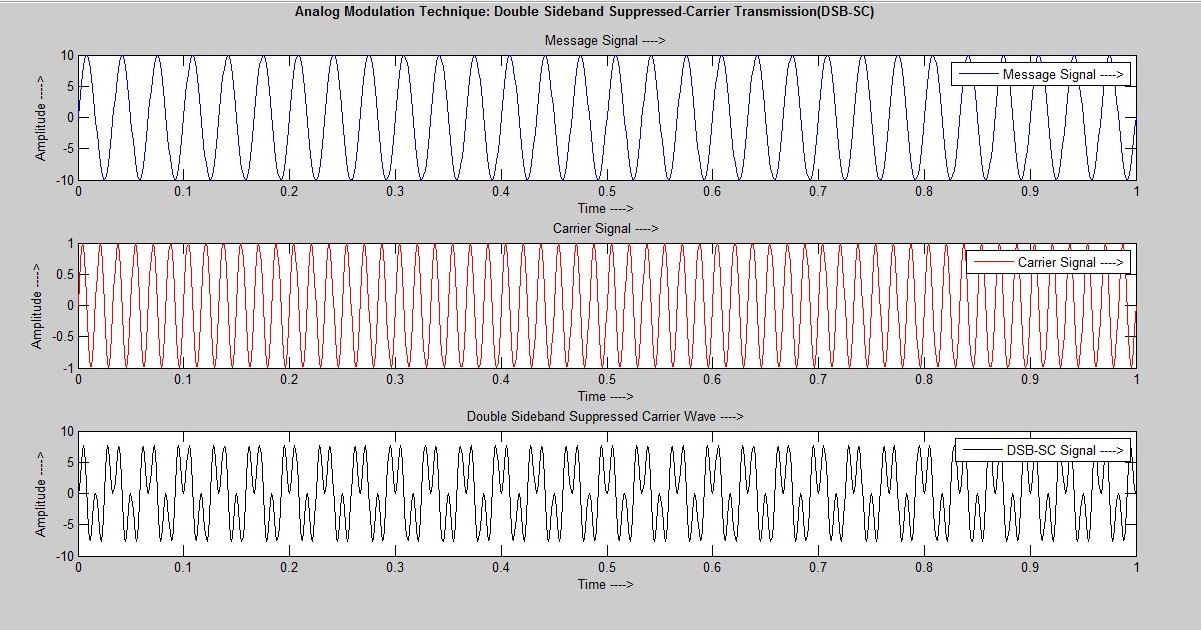 Analog Modulation Technique: Double Sideband Suppressed-Carrier Transmission(DSB-SC)
Message Signal ---->
Amplitude ---->
10
5
0
-5
-10
Message Signal ---->
0 0.1 0.2 0.3 0.4 0.5 0.6 0.7 0.8 0.9 1
Time ---->
Carrier Signal ---->
Amplitude ---->
1
0.5
0
-0.5
-1
Carrier Signal ---->
0 0.1 0.2 0.3 0.4 0.5 0.6 0.7 0.8 0.9 1
Time ---->
Double Sideband Suppressed Carrier Wave ---->
Amplitude ---->
10
5
0
-5
-10
DSB-SC Signal ---->
0 0.1 0.2 0.3 0.4 0.5 0.6 0.7 0.8 0.9 1
Time ---->